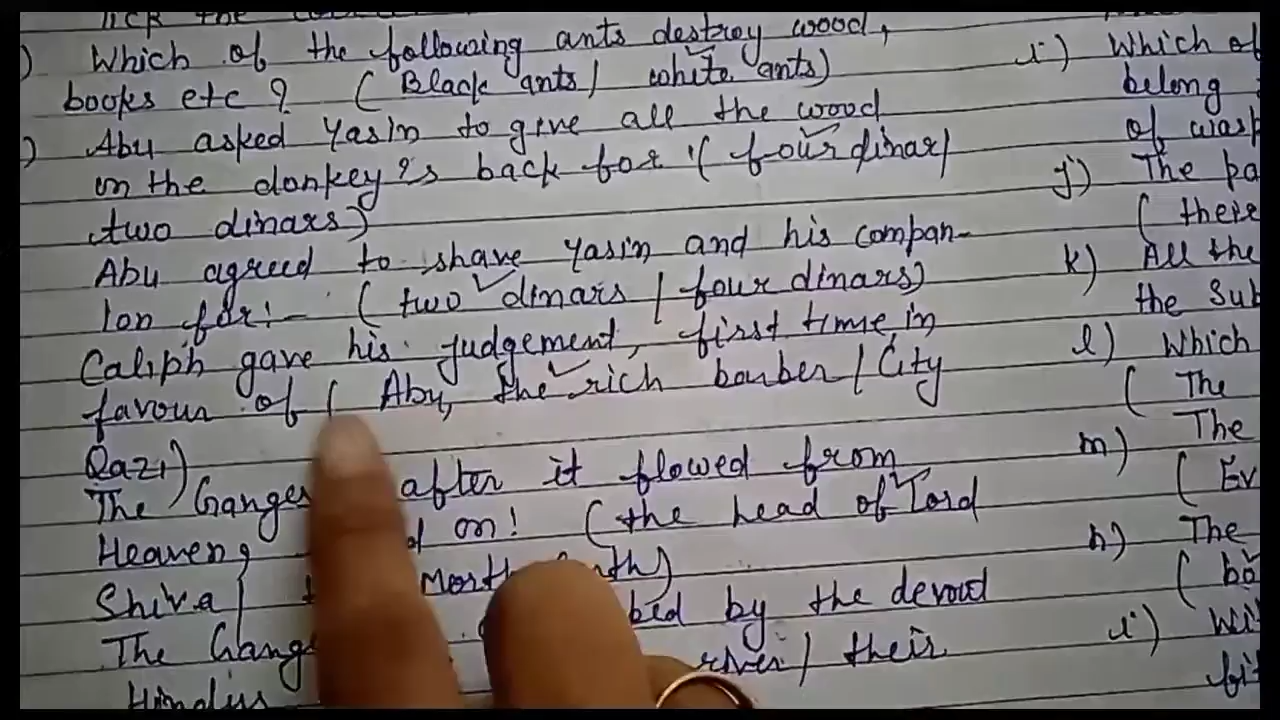 Which of the following ants destroy wood,
books etc ? ( Black ants / white ants)
Abu asked Yasin to give all the wood
on the donkey's back for ( four dinar /
two dinars)
Abu agreed to shave Yasin and his compan-
ion for:- ( two dinars / four dinars)
Caliph gave his judgement, first time, in
favour of ( Abu, the rich barber / City
Qazi)
The Ganges after it flowed from
Heaven, on! ( the head of Lord
Shiva /
by the devout
river / their
Hindus
i) Which of
belong
of wasp
j) The pa
( there
k) All the
the Sub
l) Which
( The
m) The
( Ev
n) The
( bo
i) Wi